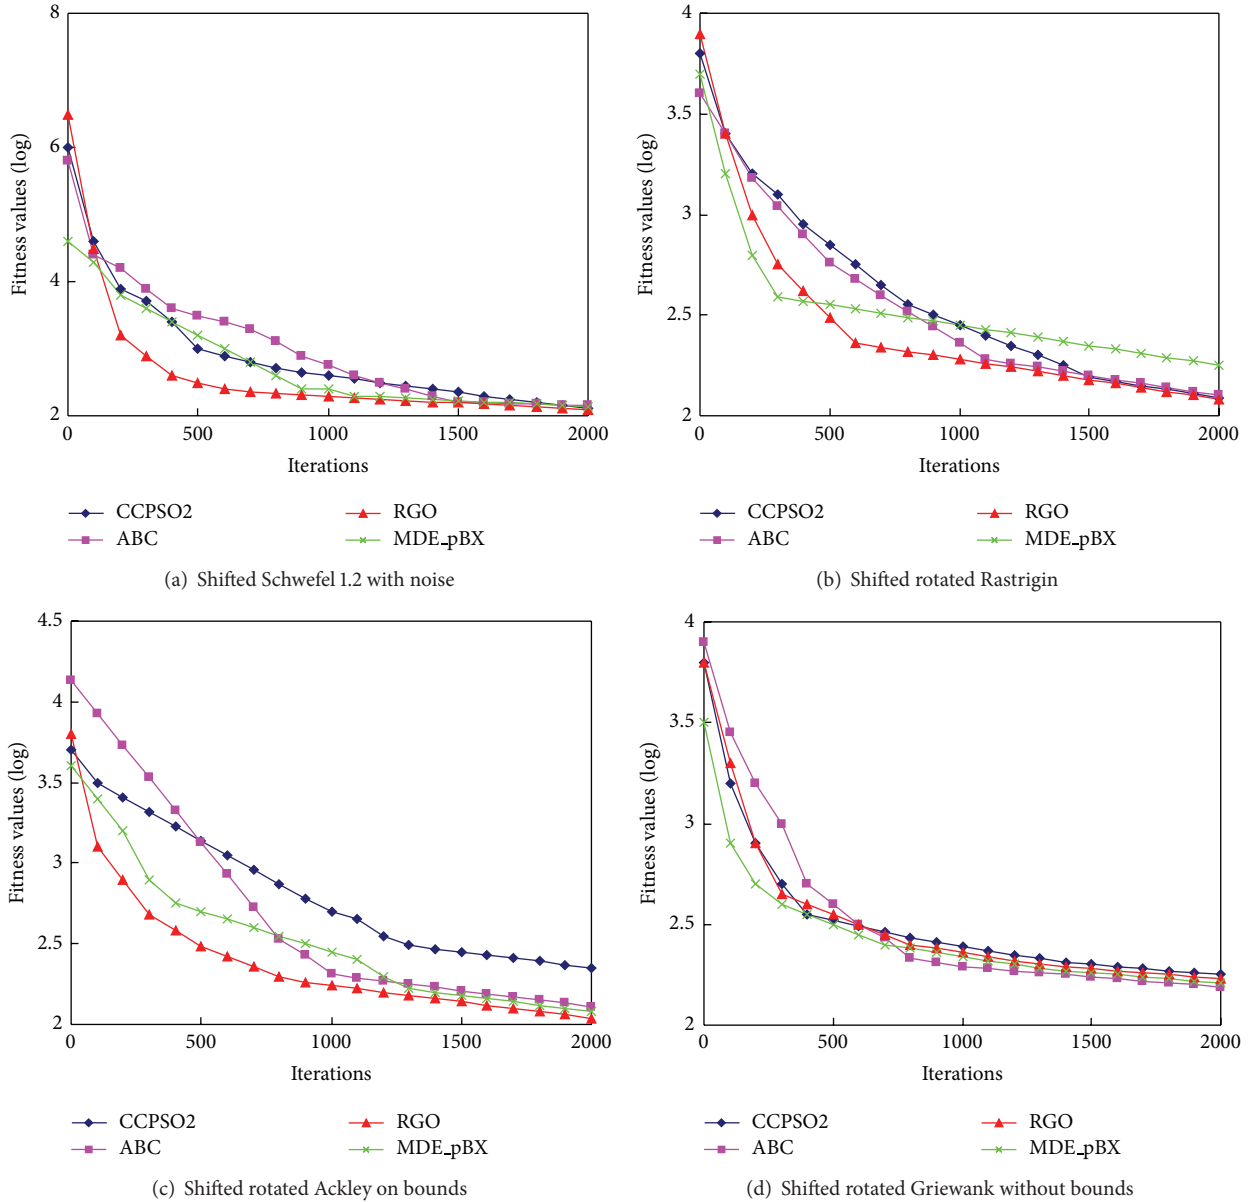 8
6
4
2
Fitness values (log)
0 500 1000 1500 2000
Iterations
CCPSO2 RGO
ABC MDE_pBX
(a) Shifted Schwefel 1.2 with noise
4
3.5
3
2.5
2
Fitness values (log)
0 500 1000 1500 2000
Iterations
CCPSO2 RGO
ABC MDE_pBX
(b) Shifted rotated Rastrigin
4.5
4
3.5
3
2.5
2
Fitness values (log)
0 500 1000 1500 2000
Iterations
CCPSO2 RGO
ABC MDE_pBX
(c) Shifted rotated Ackley on bounds
4
3.5
3
2.5
2
Fitness values (log)
0 500 1000 1500 2000
Iterations
CCPSO2 RGO
ABC MDE_pBX
(d) Shifted rotated Griewank without bounds